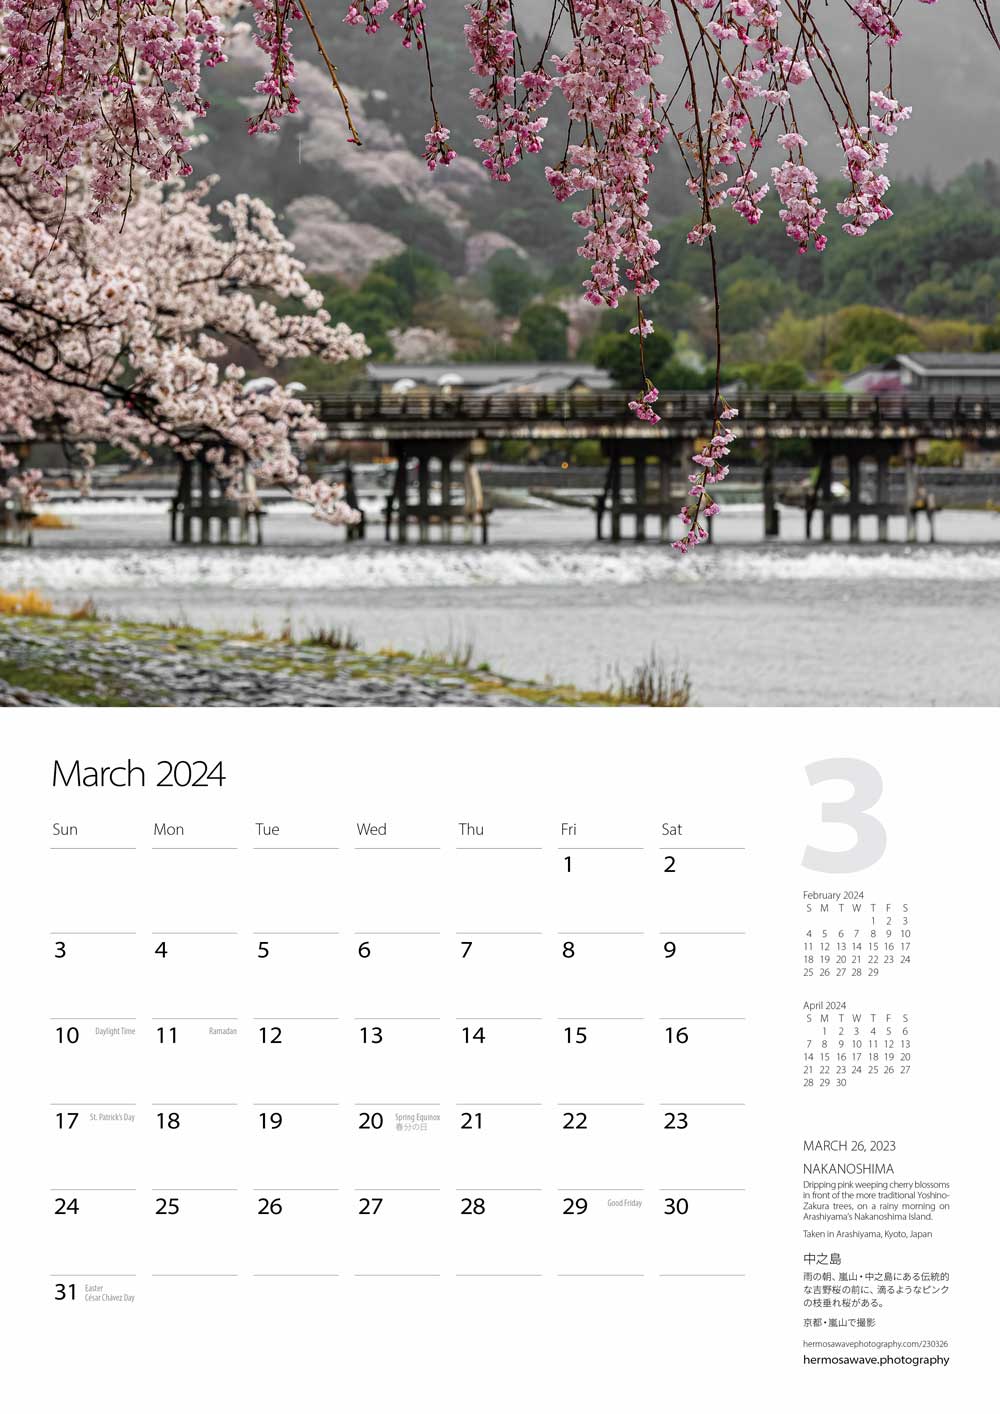 March 2024
Sun Mon Tue Wed Thu Fri Sat
1 2
3 4 5 6 7 8 9
10 Daylight Time 11 Ramadan 12 13 14 15 16
17 St. Patrick's Day 18 19 20 Spring Equinox 21 22 23
春分の日
24 25 26 27 28 29 Good Friday 30
31 Easter
César Chávez Day
3
February 2024
S M T W T F S
1 2 3
4 5 6 7 8 9 10
11 12 13 14 15 16 17
18 19 20 21 22 23 24
25 26 27 28 29
April 2024
S M T W T F S
1 2 3 4 5 6
7 8 9 10 11 12 13
14 15 16 17 18 19 20
21 22 23 24 25 26 27
28 29 30
MARCH 26, 2023
NAKANOSHIMA
Dripping pink weeping cherry blossoms
in front of the more traditional Yoshino-
Zakura trees, on a rainy morning on
Arashiyama's Nakanoshima Island.
Taken in Arashiyama, Kyoto, Japan
中之島
雨の朝、嵐山・中之島にある伝統的
な吉野桜の前に、滴るようなピンク
の枝垂れ桜がある。
京都・嵐山で撮影
hermosawavephotography.com/230326
hermosawave.photography